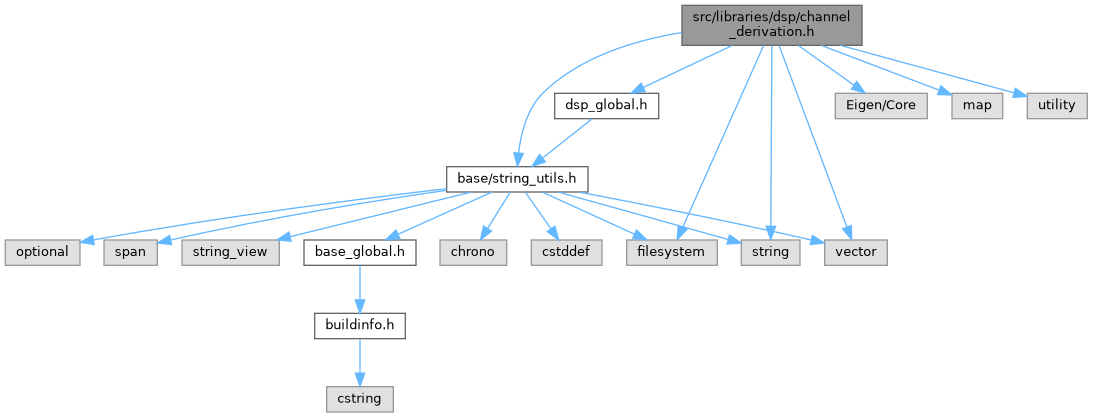 src/libraries/dsp/channel
_derivation.h
dsp_global.h
Eigen/Core
map
utility
base/string_utils.h
optional
span
string_view
base_global.h
chrono
cstddef
filesystem
string
vector
buildinfo.h
cstring